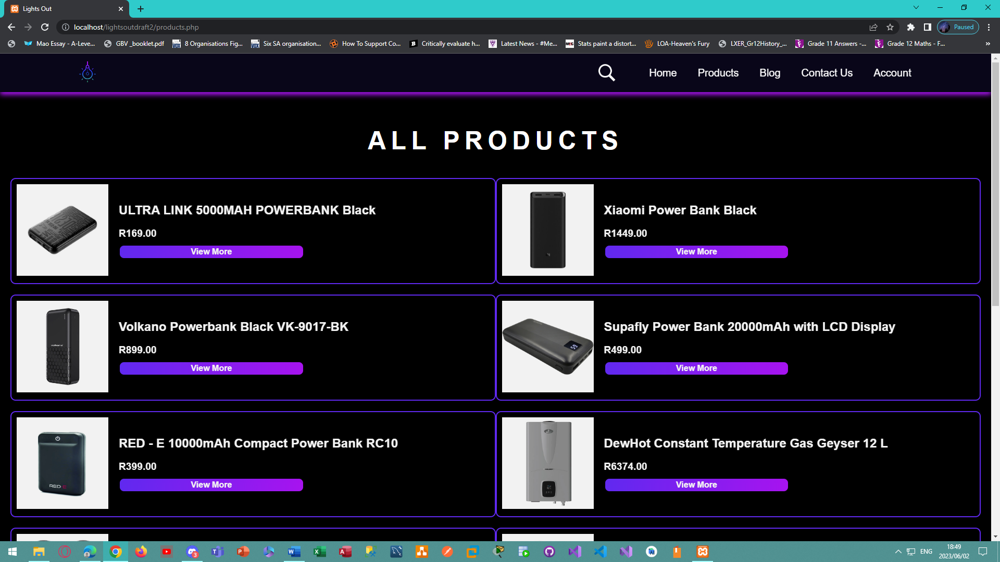 Lights Out
localhost/lightsoutdraft2/products.php
Paused
Mao Essay - A-Leve...
GBV _booklet.pdf
8 Organisations Fig...
Six SA organisation...
How To Support Co...
Critically evaluate h...
Latest News - #Me...
Stats paint a distort...
LOA-Heaven's Fury
LXER_Gr12History_...
Grade 11 Answers -...
Grade 12 Maths - F...
Home
Products
Blog
Contact Us
Account
ALL PRODUCTS
ULTRA LINK 5000MAH POWERBANK Black
R169.00
View More
Xiaomi Power Bank Black
R1449.00
View More
Volkano Powerbank Black VK-9017-BK
R899.00
View More
Supafly Power Bank 20000mAh with LCD Display
R499.00
View More
RED - E 10000mAh Compact Power Bank RC10
R399.00
View More
DewHot Constant Temperature Gas Geyser 12 L
R6374.00
View More
volkano
59
RED-E
3
ENG
18:49
2023/06/02